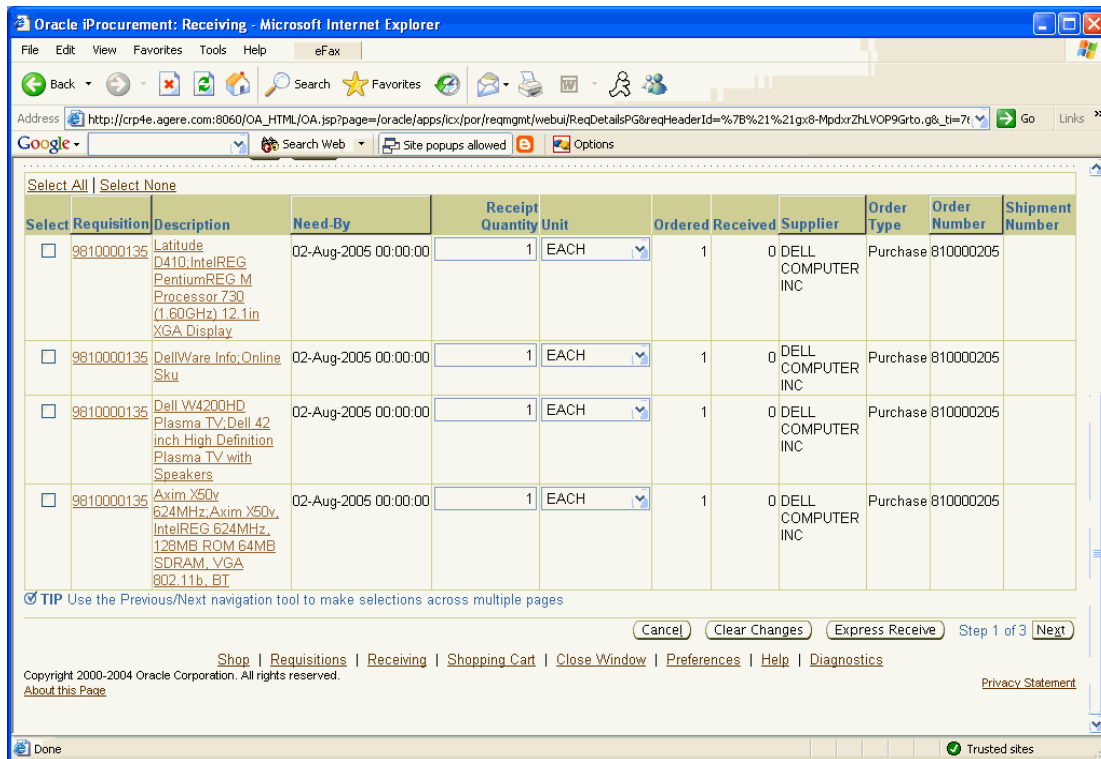 Oracle iProcurement: Receiving - Microsoft Internet Explorer
File Edit View Favorites Tools Help eFax
Back Search Favorites
Address http://crp4e.agere.com:8060/OA_HTML/OA.jsp?page=/oracle/apps/icx/por/reqmgmt/webui/ReqDetailsPG&reqHeaderId=%7B%21%21gx8-MpdxrZhLVOP9Grto.g&_ti=7( Go Links »
Google Search Web Site popups allowed Options
Select All | Select None
Select Requisition Description Need-By Receipt Quantity Unit Ordered Received Supplier Order Type Order Number Shipment Number
9810000135 Latitude 02-Aug-2005 00:00:00 1 EACH 1 0 DELL Purchase 810000205
D410;IntelREG COMPUTER
PentiumREG M INC
Processor 730
(1.60GHz) 12.1in
XGA Display
9810000135 DellWare Info;Online 02-Aug-2005 00:00:00 1 EACH 1 0 DELL Purchase 810000205
Sku COMPUTER
INC
9810000135 Dell W4200HD 02-Aug-2005 00:00:00 1 EACH 1 0 DELL Purchase 810000205
Plasma TV;Dell 42 COMPUTER
inch High Definition INC
Plasma TV with
Speakers
9810000135 Axim X50v 02-Aug-2005 00:00:00 1 EACH 1 0 DELL Purchase 810000205
624MHz;Axim X50v, COMPUTER
IntelREG 624MHz, INC
128MB ROM 64MB
SDRAM, VGA
802.11b, BT
TIP Use the Previous/Next navigation tool to make selections across multiple pages
Cancel Clear Changes Express Receive Step 1 of 3 Next
Shop | Requisitions | Receiving | Shopping Cart | Close Window | Preferences | Help | Diagnostics
Copyright 2000-2004 Oracle Corporation. All rights reserved.
About this Page Privacy Statement
Done Trusted sites